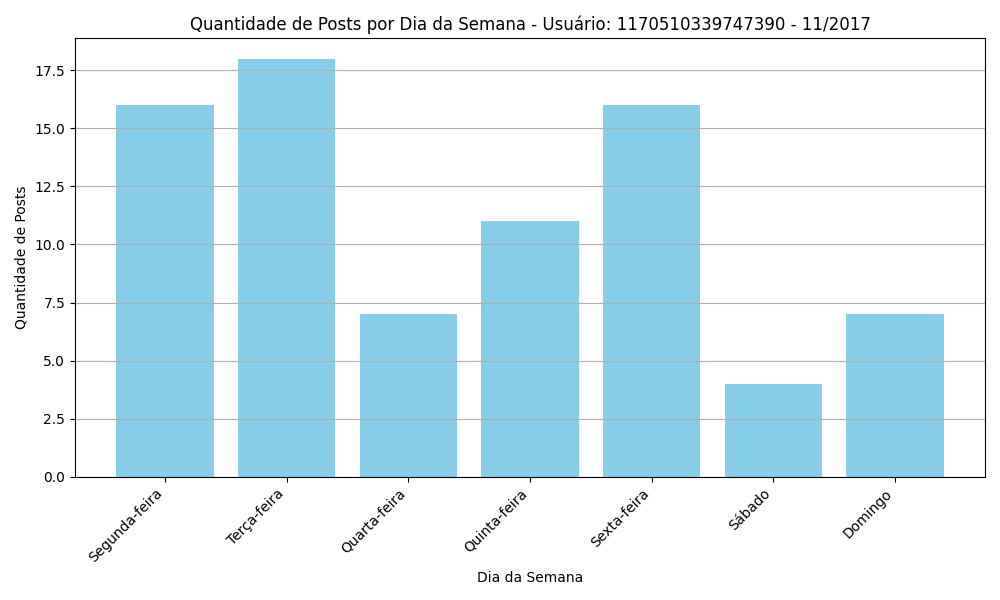 Quantidade de Posts por Dia da Semana - Usuário: 1170510339747390 - 11/2017
Quantidade de Posts
17.5
15.0
12.5
10.0
7.5
5.0
2.5
0.0
Segunda-feira
Terça-feira
Quarta-feira
Quinta-feira
Sexta-feira
Sábado
Domingo
Dia da Semana